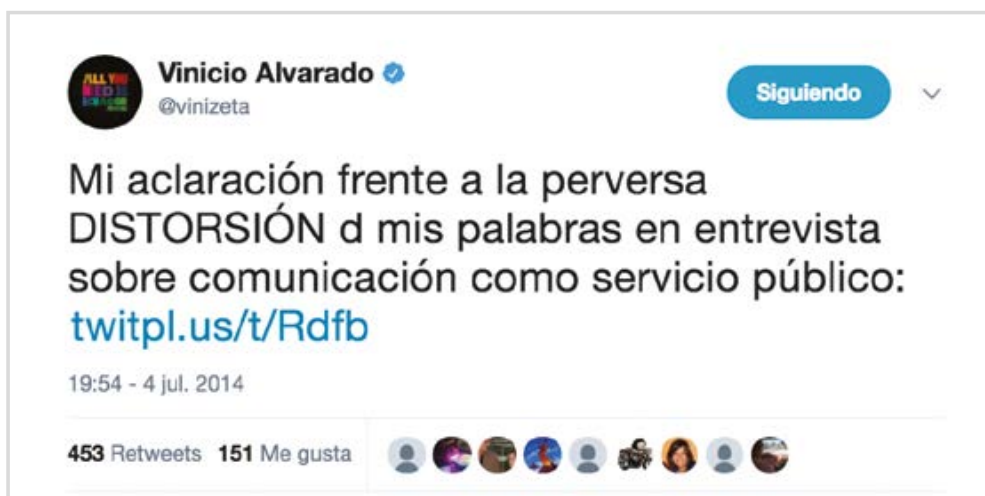 Vinicio Alvarado
@vinizeta
Siguiendo
Mi aclaración frente a la perversa
DISTORSIÓN d mis palabras en entrevista
sobre comunicación como servicio público:
twitpl.us/t/Rdfb
19:54 - 4 jul. 2014
453 Retweets 151 Me gusta